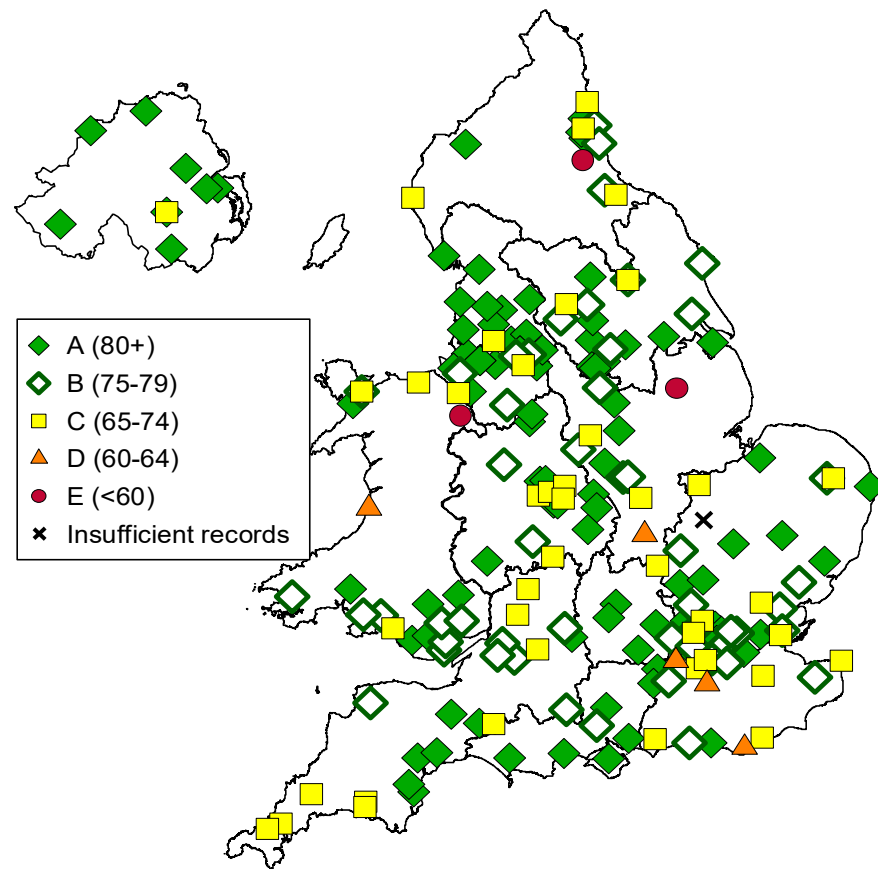 A (80+)
B (75-79)
C (65-74)
D (60-64)
E (<60)
Insufficient records